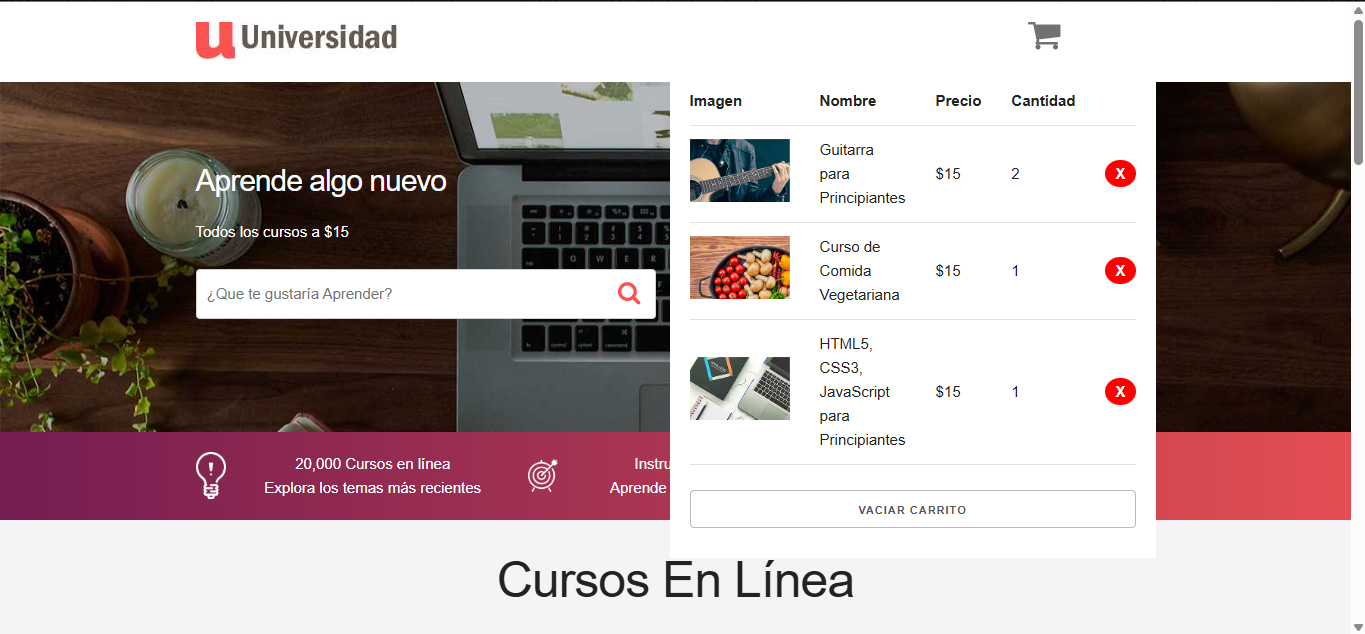 Universidad
Imagen Nombre Precio Cantidad
Guitarra
para
Principiantes
$15 2 X
Curso de
Comida
Vegetariana
$15 1 X
HTML5,
CSS3,
JavaScript
para
Principiantes
$15 1 X
VACIAR CARRITO
Aprende algo nuevo
Todos los cursos a $15
¿Que te gustaría Aprender?
20,000 Cursos en línea
Explora los temas más recientes
Instru
Aprende
Cursos En Línea